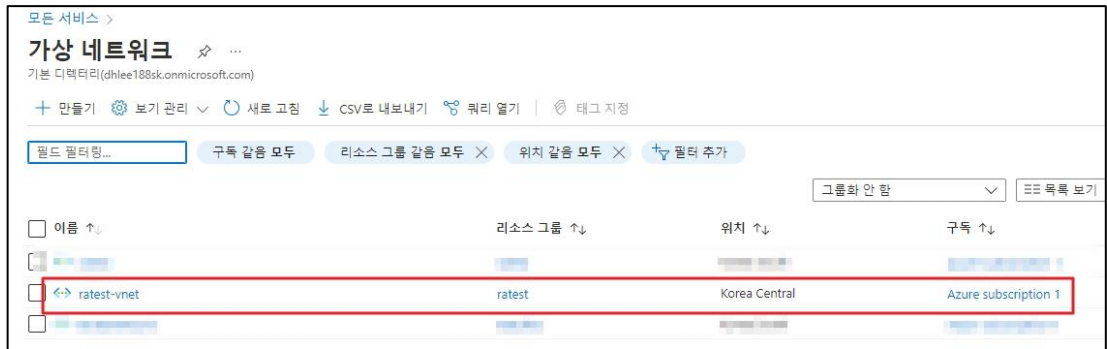 모든 서비스 >
가상 네트워크 ...
기본 디렉터리(dhlee188sk.onmicrosoft.com)
+ 만들기 보기 관리 새로 고침 CSV로 내보내기 쿼리 열기 | 태그 지정
필드 필터링... 구독 같음 모두 리소스 그룹 같음 모두 × 위치 같음 모두 × 필터 추가
그룹화 안 함 목록 보기
이름 ↑↓ 리소스 그룹 ↑↓ 위치 ↑↓ 구독 ↑↓
ratest-vnet ratest Korea Central Azure subscription 1